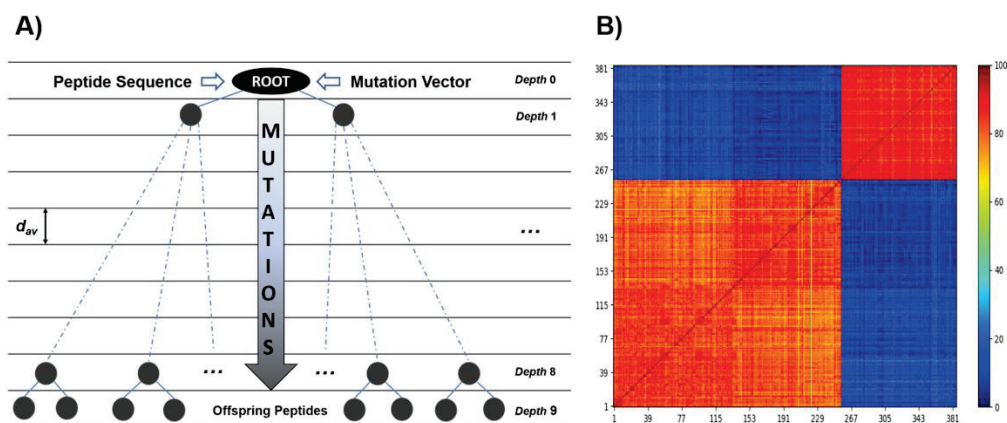 A)
Peptide Sequence
ROOT
Mutation Vector
Depth 0
Depth 1
MUTATIONS
dav
...
...
...
Depth 8
Offspring Peptides
Depth 9
B)
381
343
305
267
229
191
153
115
77
39
1
1 39 77 115 153 191 229 267 305 343 381
100
80
60
40
20
0